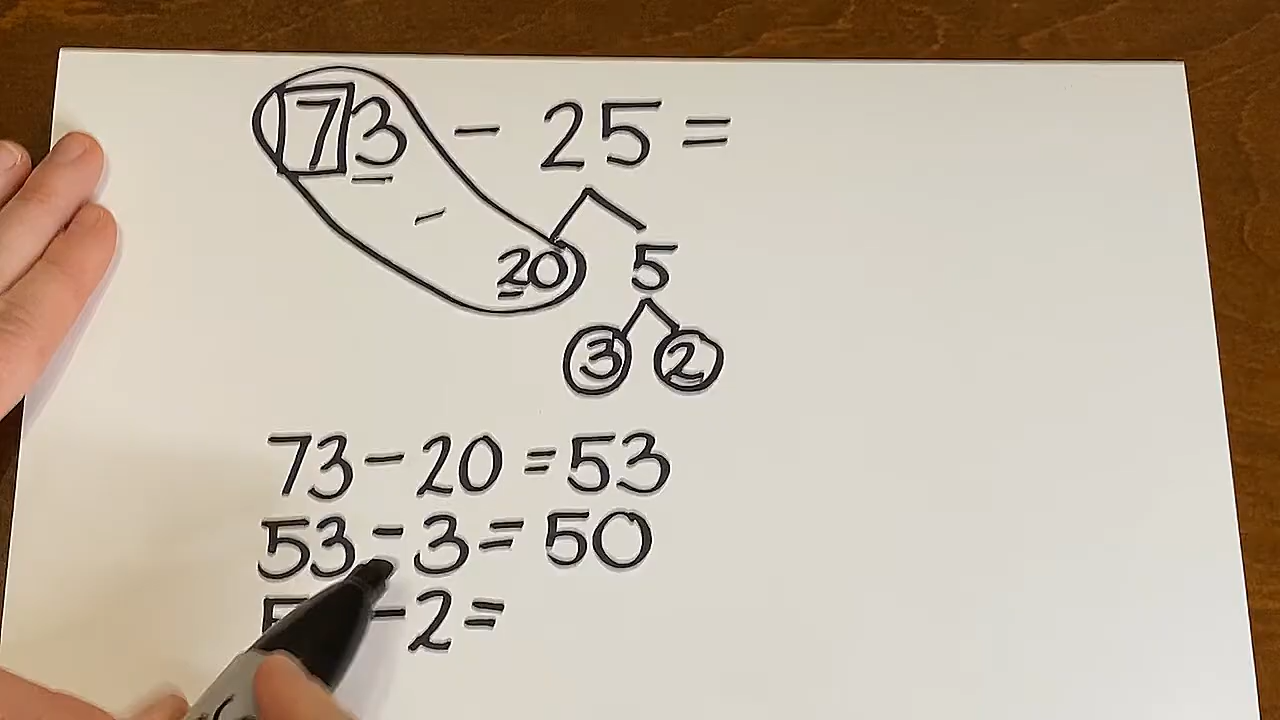 73 - 25 =
-
20 5
3 2
73 - 20 = 53
53 - 3 = 50
- 2 =